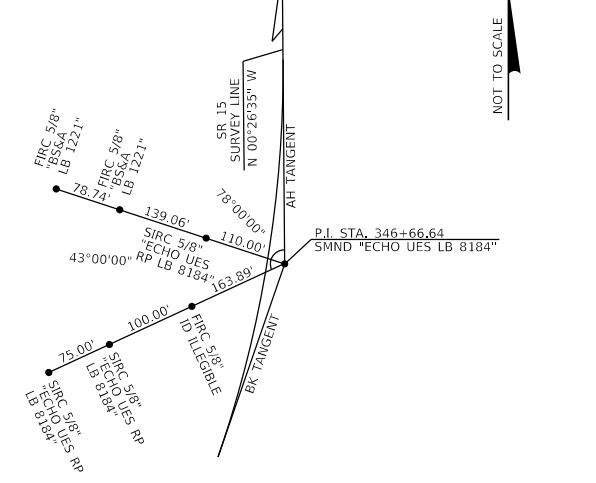 NOT TO SCALE
SR 15
SURVEY LINE
N 00°26'35" W
AH TANGENT
FIRC 5/8"
"BS&A
LB 1221"
FIRC 5/8"
"BS&A
LB 1221"
78.74'
139.06'
110.00'
78°00'00"
SIRC 5/8"
"ECHO UES
RP LB 8184"
43°00'00"
P.I. STA. 346+66.64
SMND "ECHO UES LB 8184"
163.89'
100.00'
75.00'
FIRC 5/8"
ID ILLEGIBLE
BK TANGENT
SIRC 5/8"
"ECHO UES RP
LB 8184"
SIRC 5/8"
"ECHO UES RP
LB 8184"